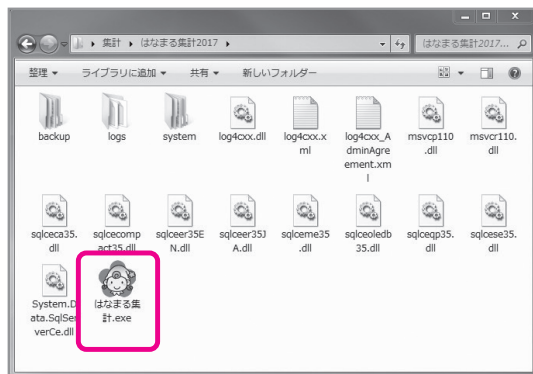 集計 ▸ はなまる集計2017 ▸
はなまる集計2017...
整理 ▾ ライブラリに追加 ▾ 共有 ▾ 新しいフォルダー
backup
logs
system
log4cxx.dll
log4cxx.x
ml
log4cxx_A
dminAgre
ement.xm
l
msvcp110
.dll
msvcr110.
dll
sqlceca35.
dll
sqlcecomp
act35.dll
sqlceer35E
N.dll
sqlceer35J
A.dll
sqlceme35
.dll
sqlceoledb
35.dll
sqlceqp35.
dll
sqlcese35.
dll
System.D
ata.SqlSer
verCe.dll
はなまる集
計.exe